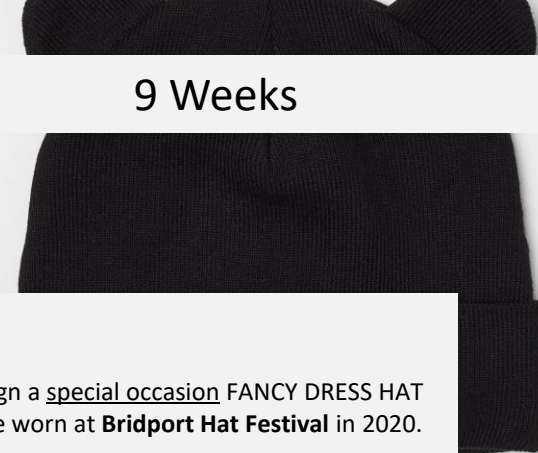 9 Weeks
gn a special occasion FANCY DRESS HAT
e worn at Bridport Hat Festival in 2020.